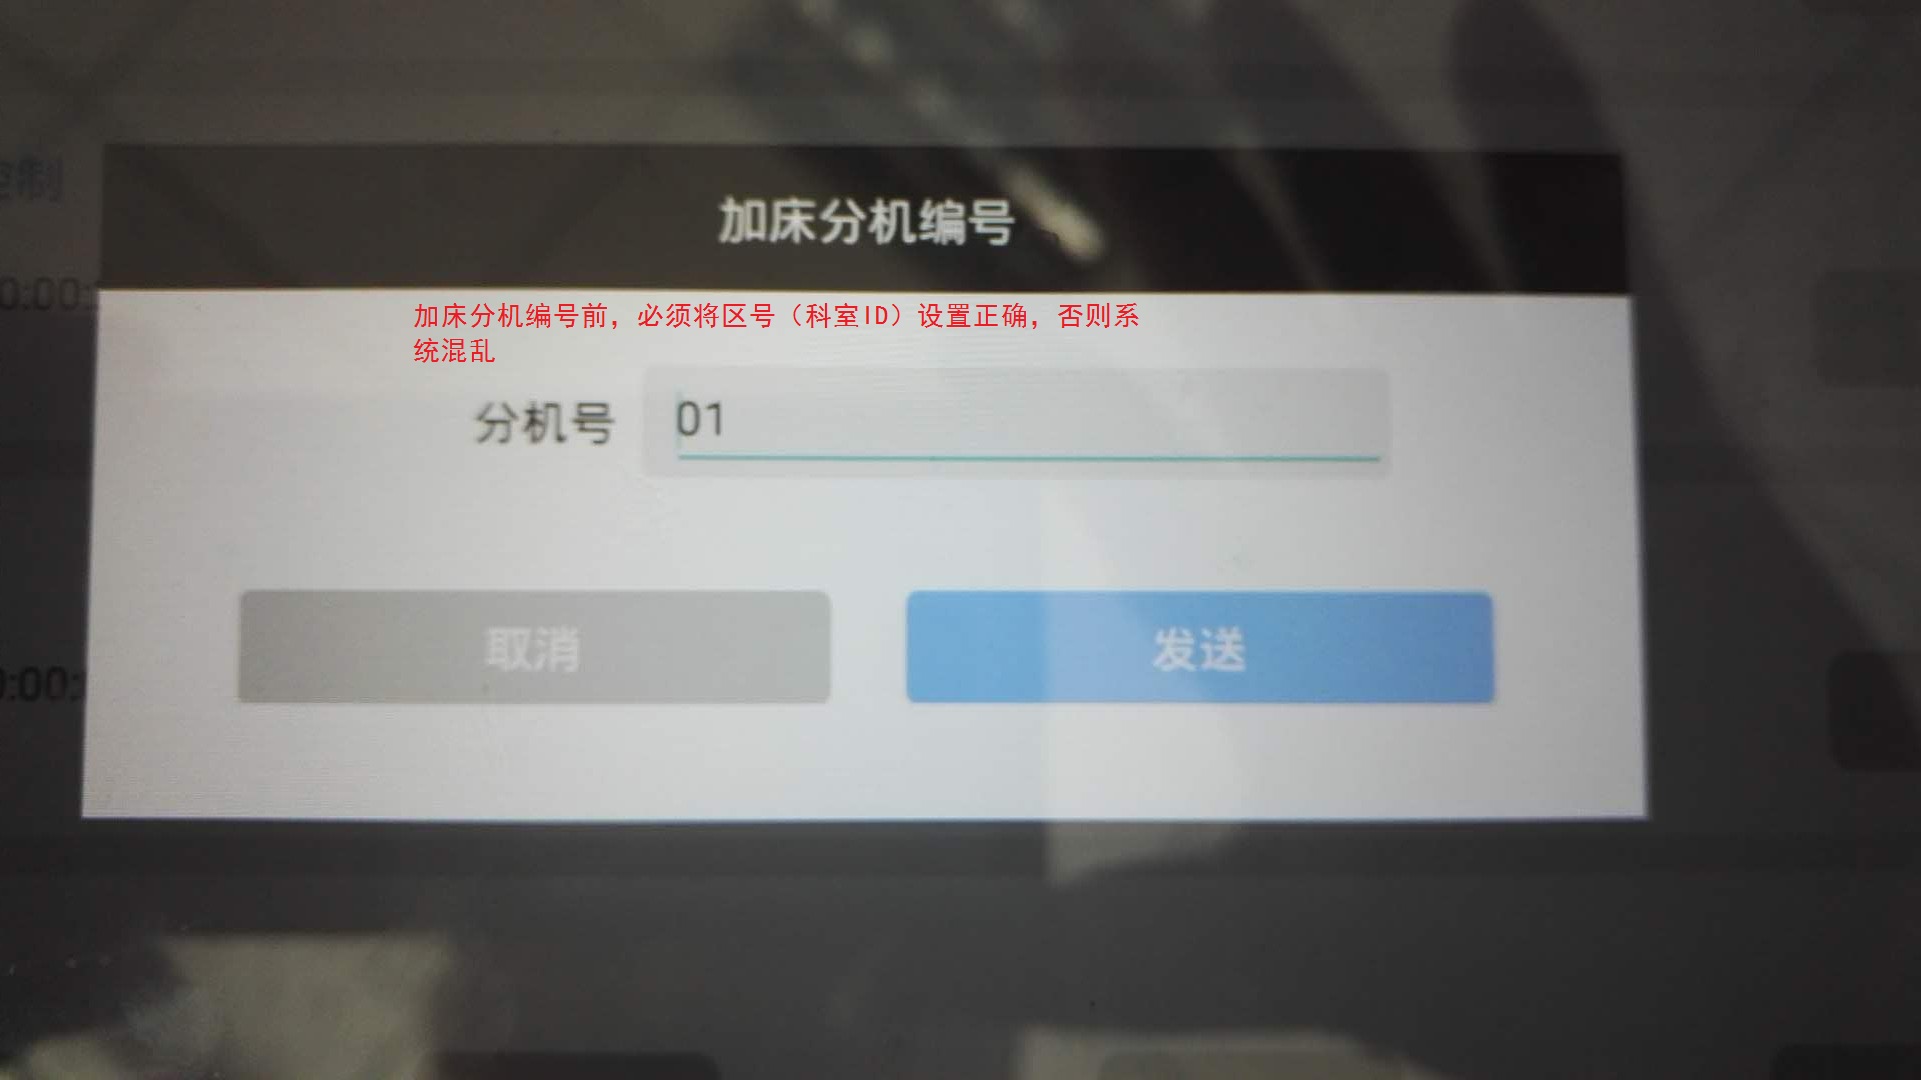 加床分机编号
控制
加床分机编号前，必须将区号（科室ID）设置正确，否则系
统混乱
分机号 01
取消 发送